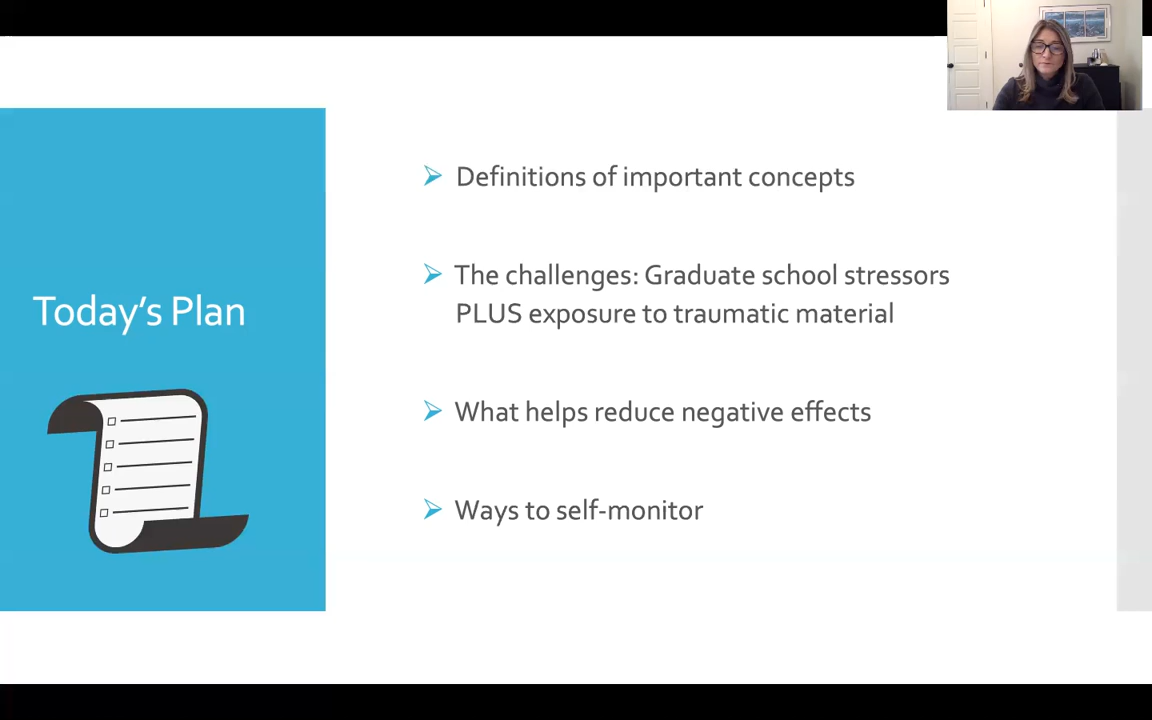 Today's Plan
Definitions of important concepts
The challenges: Graduate school stressors
PLUS exposure to traumatic material
What helps reduce negative effects
Ways to self-monitor